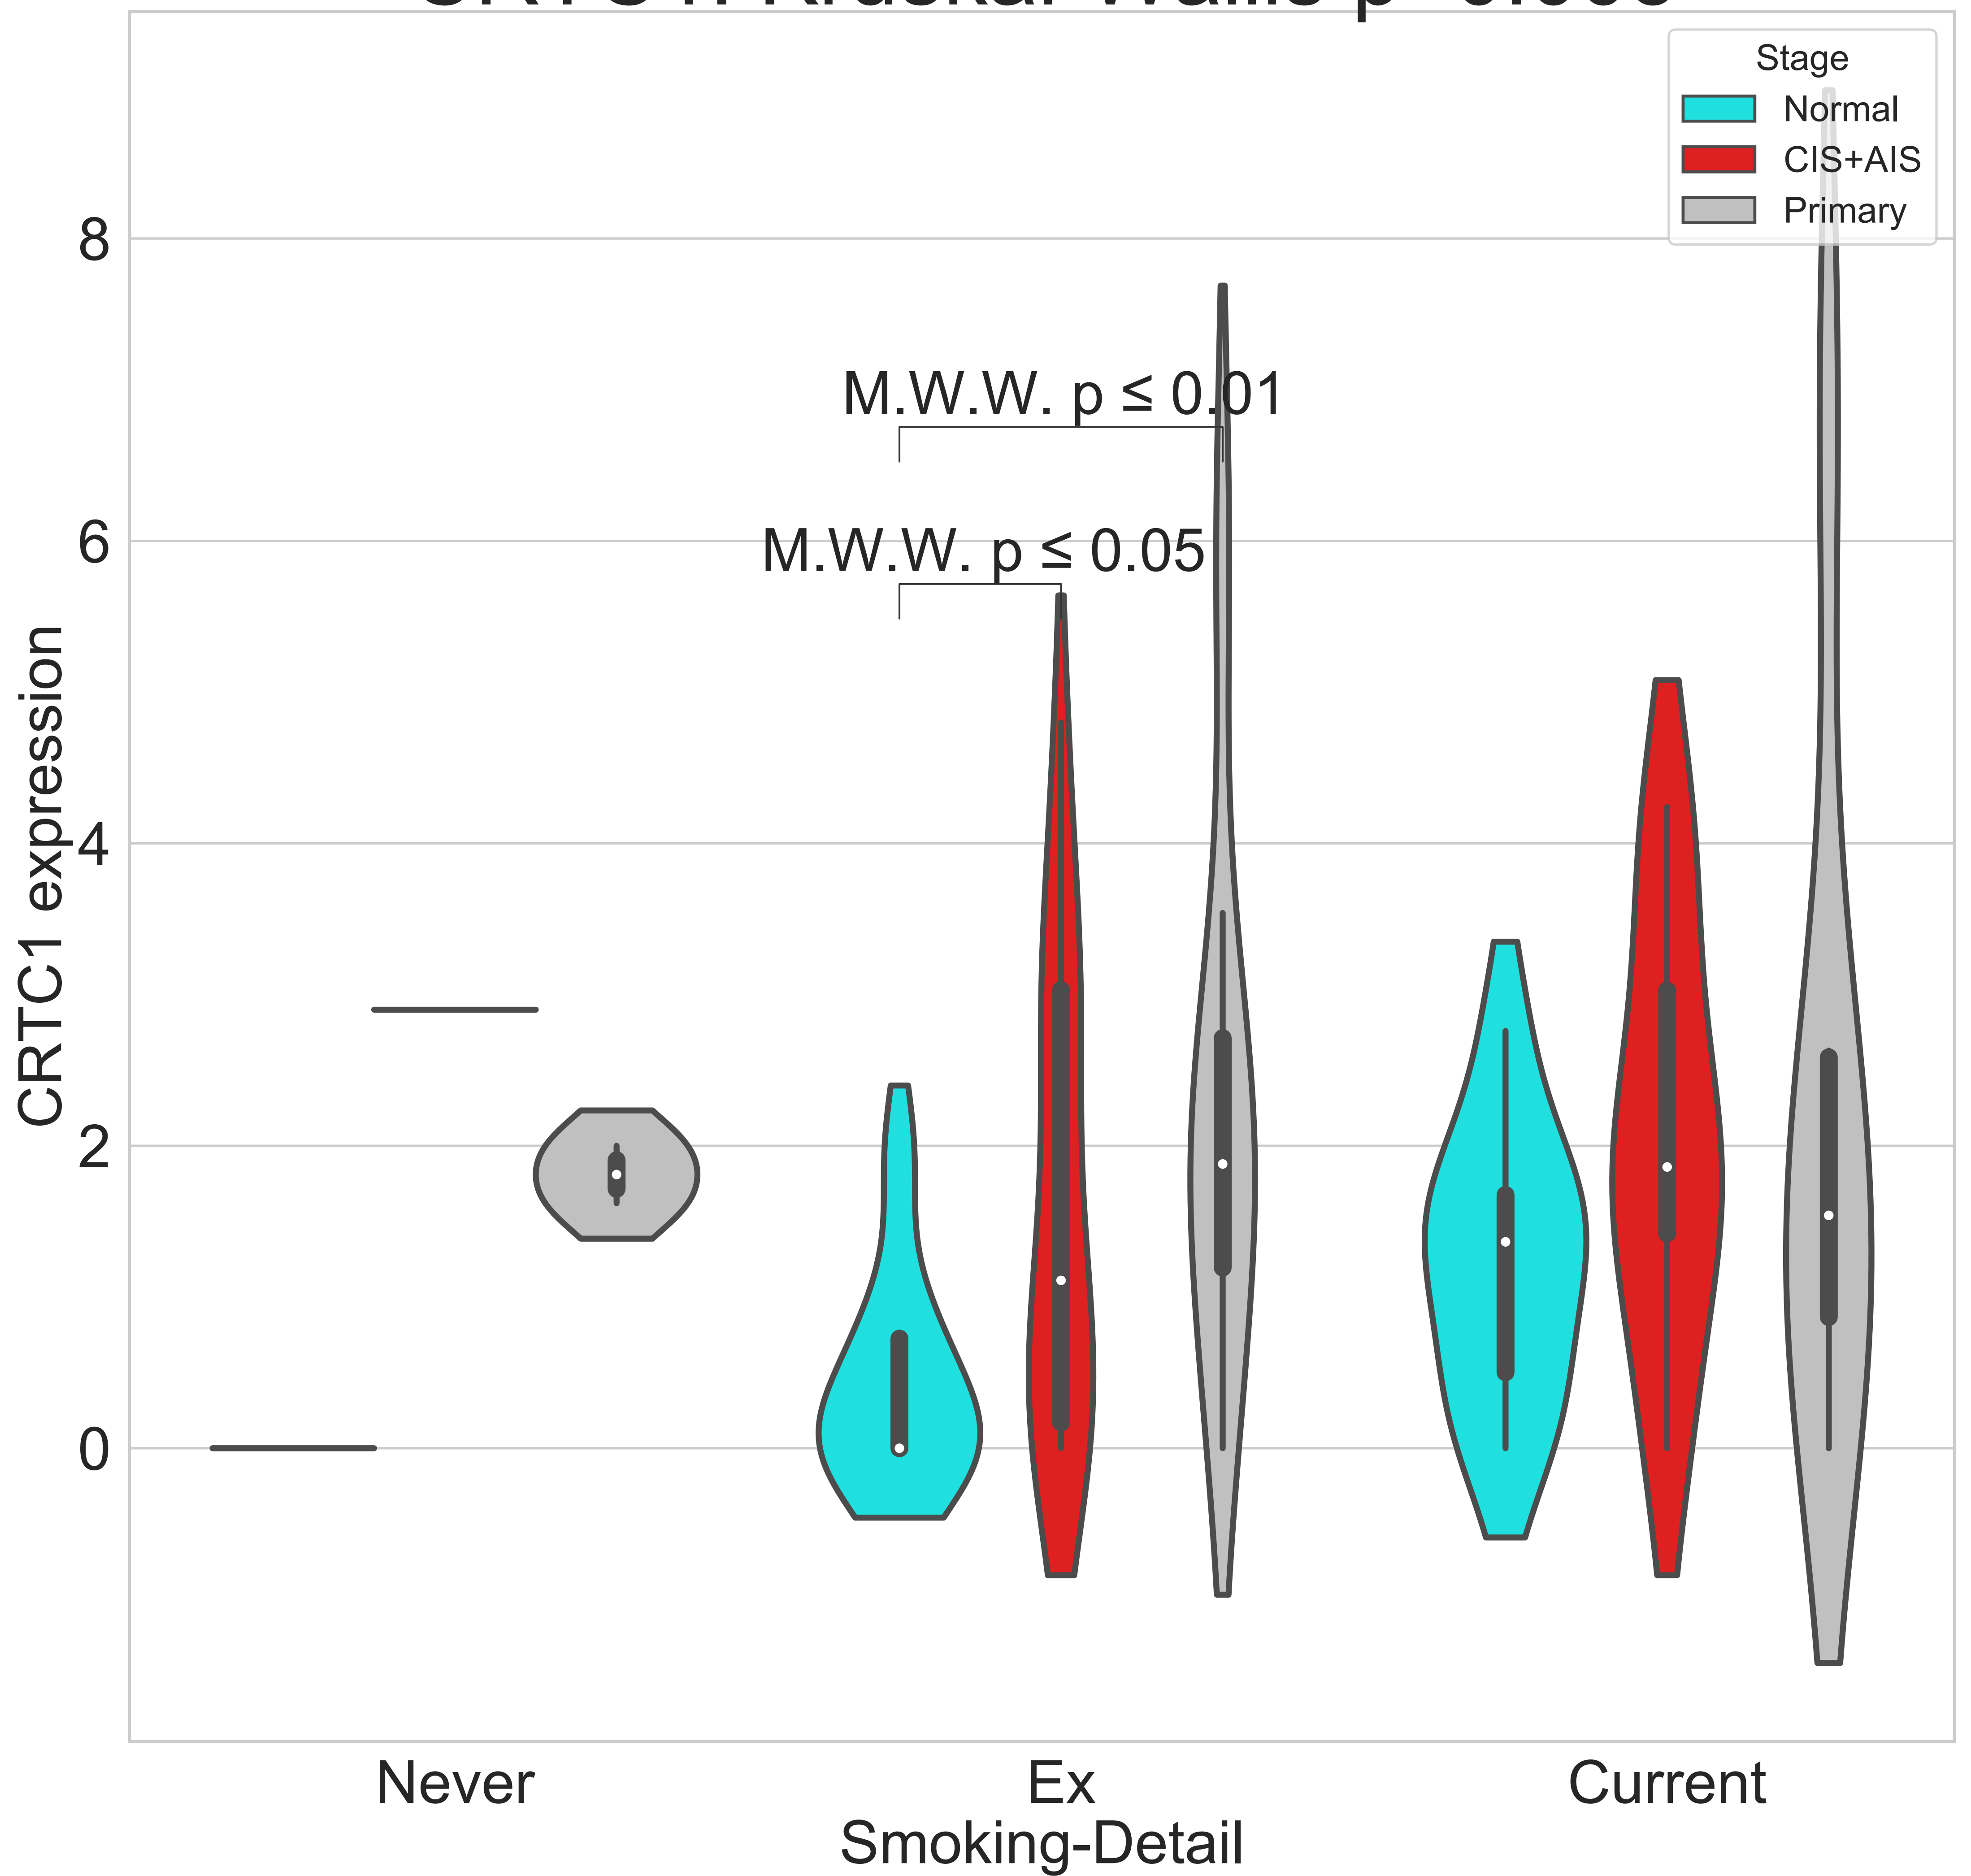 Stage
Normal
CIS+AIS
Primary
8
M.W.W. p ≤ 0.01
6
M.W.W. p ≤ 0.05
CRTC1 expression
4
2
0
Never
Ex
Current
Smoking-Detail